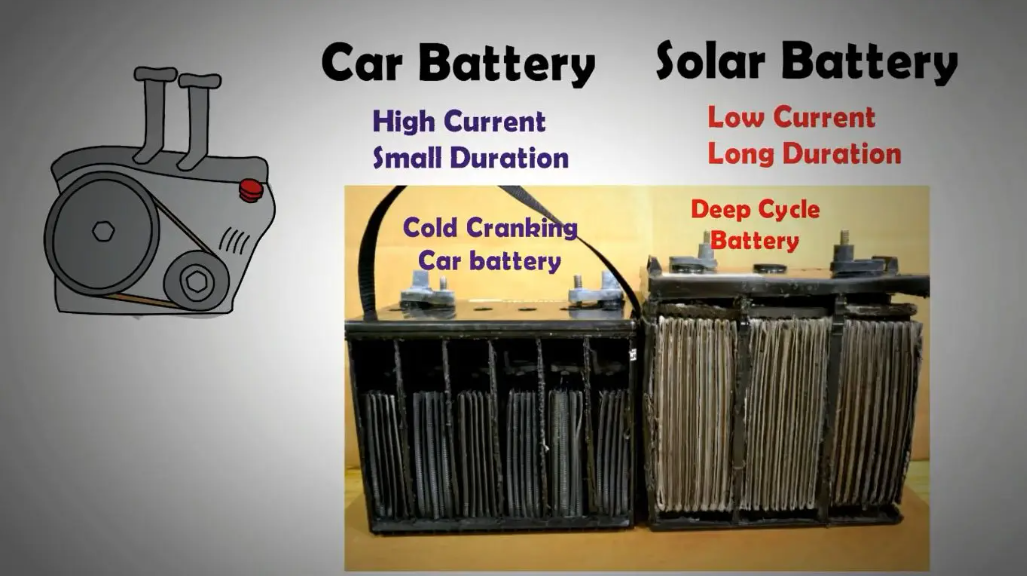 Car Battery
High Current
Small Duration
Solar Battery
Low Current
Long Duration
Cold Cranking
Car battery
Deep Cycle
Battery